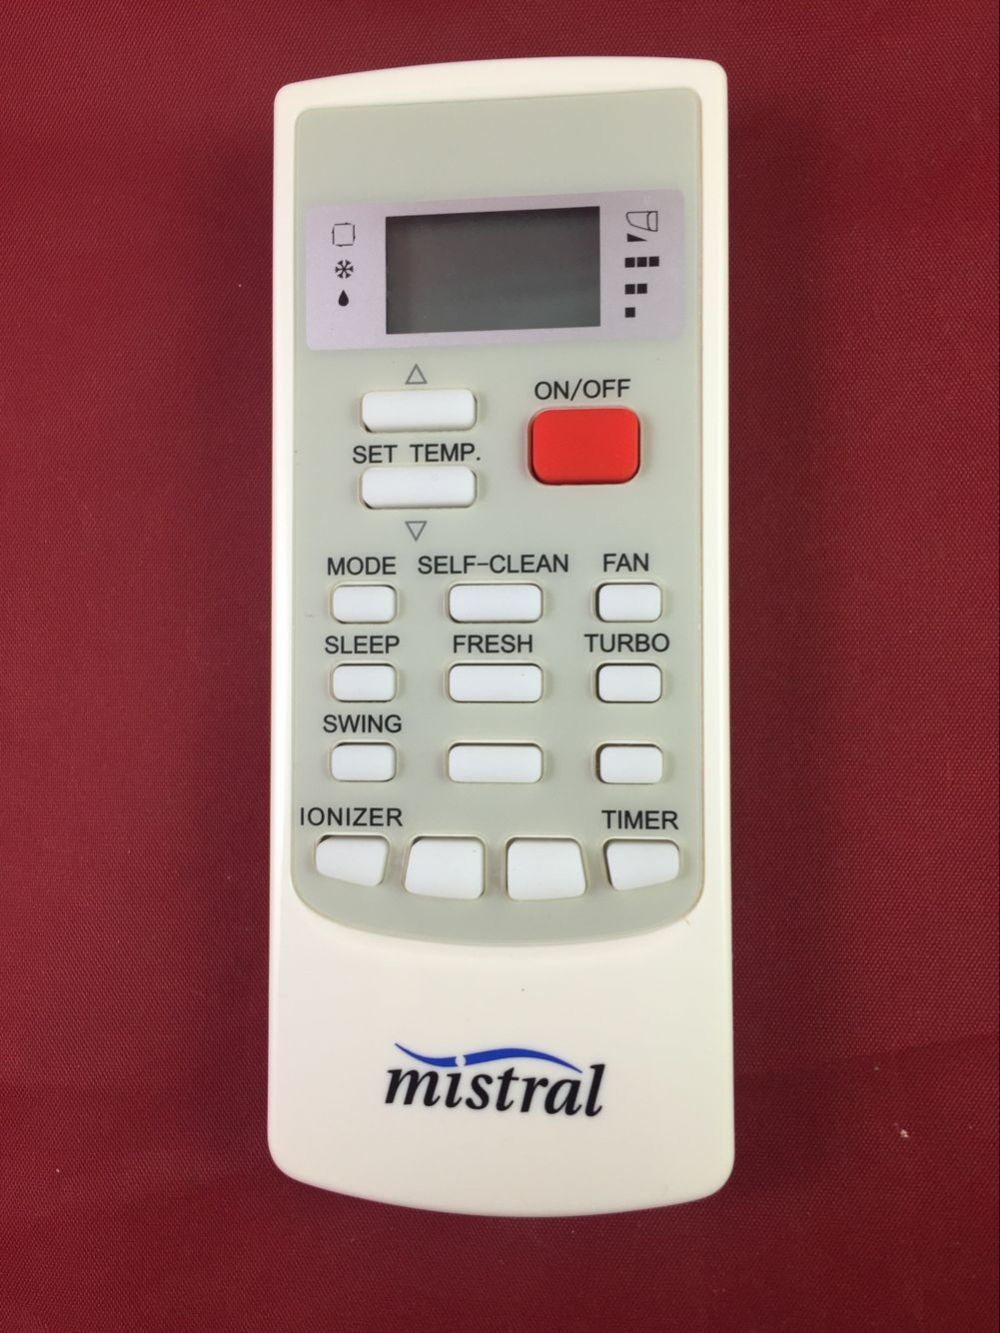 ON/OFF
SET TEMP.
MODE SELF-CLEAN FAN
SLEEP FRESH TURBO
SWING
IONIZER TIMER
mistral